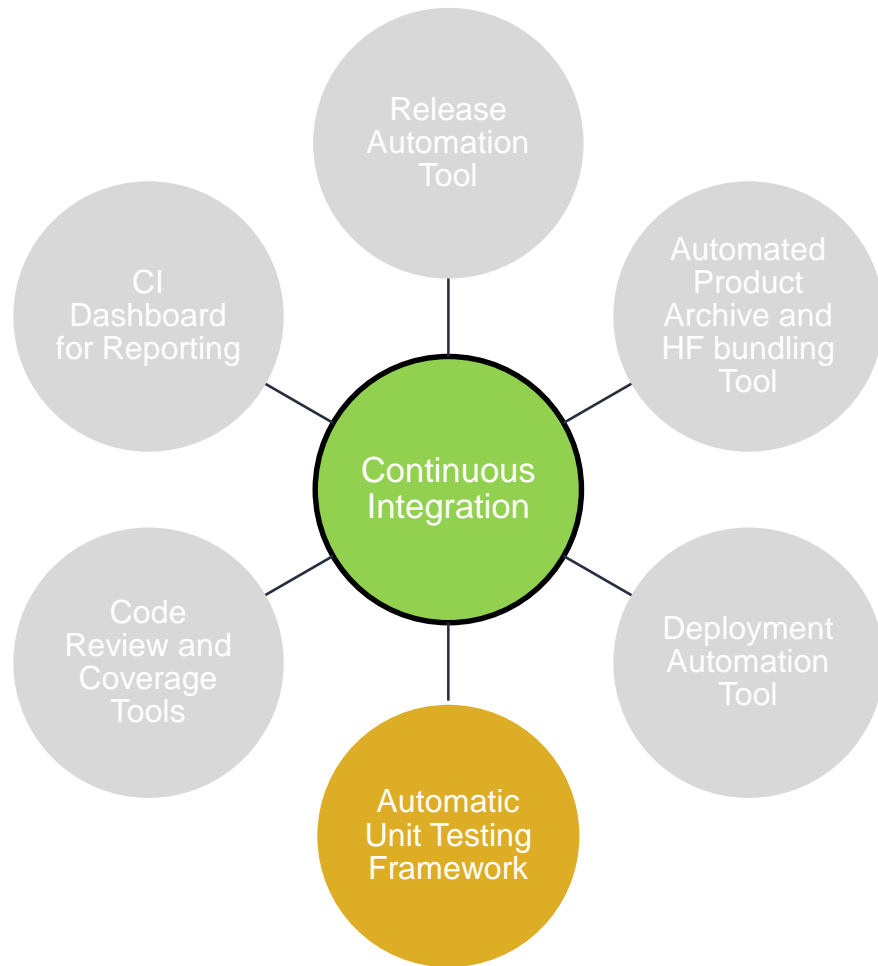 Release
Automation
Tool
CI
Dashboard
for Reporting
Automated
Product
Archive and
HF bundling
Tool
Continuous
Integration
Code
Review and
Coverage
Tools
Deployment
Automation
Tool
Automatic
Unit Testing
Framework